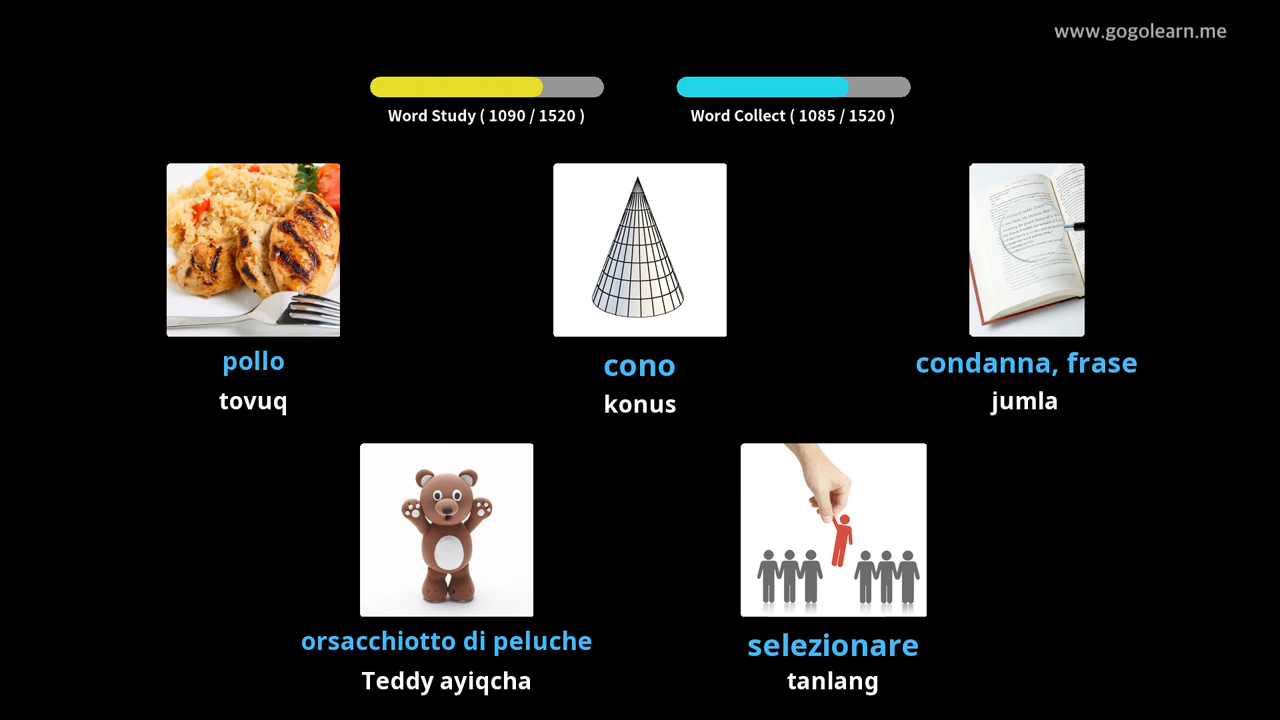 www.gogolearn.me
Word Study ( 1090 / 1520 )
Word Collect ( 1085 / 1520 )
pollo
tovuq
cono
konus
condanna, frase
jumla
orsacchiotto di peluche
Teddy ayiqcha
selezionare
tanlang